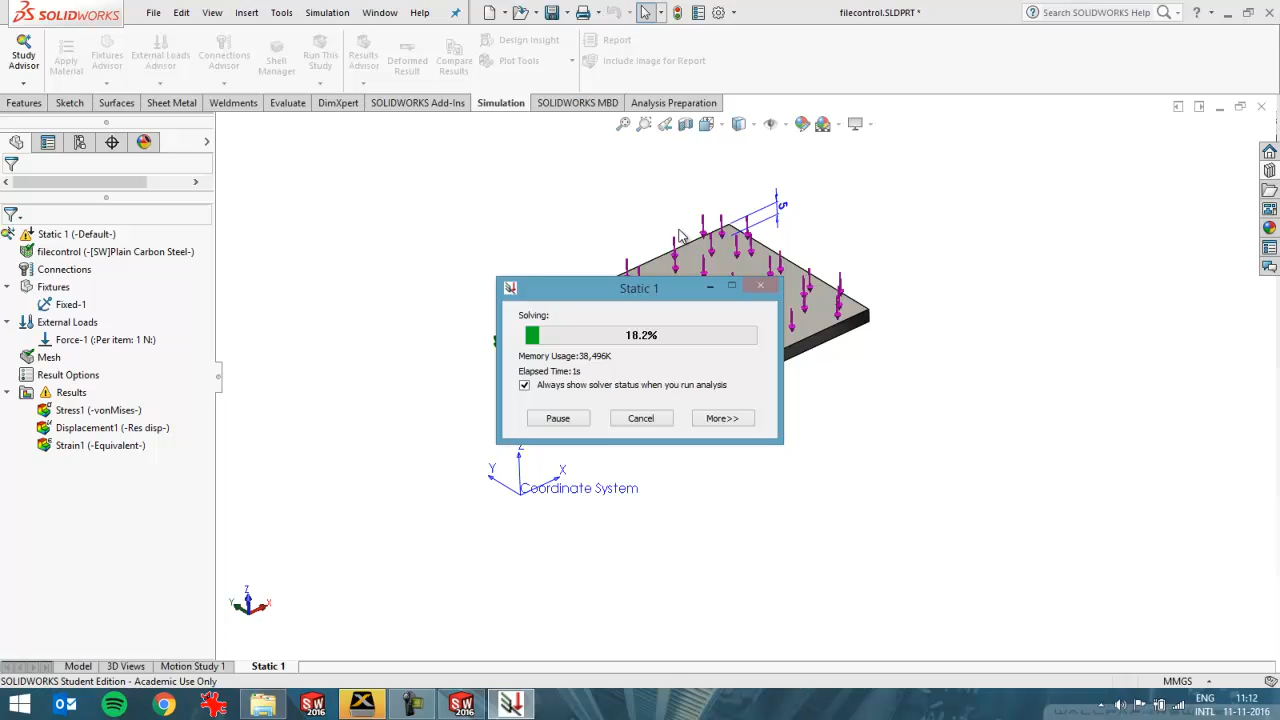 SOLIDWORKS
File Edit View Insert Tools Simulation Window Help
filecontrol.SLDPRT *
Search SOLIDWORKS Help
Study Advisor
Apply Material
Fixtures Advisor
External Loads Advisor
Connections Advisor
Shell Manager
Run This Study
Results Advisor
Deformed Result
Compare Results
Design Insight
Plot Tools
Report
Include Image for Report
Features Sketch Surfaces Sheet Metal Weldments Evaluate DimXpert SOLIDWORKS Add-Ins Simulation SOLIDWORKS MBD Analysis Preparation
Static 1 (-Default-)
filecontrol (-[SW]Plain Carbon Steel-)
Connections
Fixtures
Fixed-1
External Loads
Force-1 (:Per item: 1 N:)
Mesh
Result Options
Results
Stress1 (-vonMises-)
Displacement1 (-Res disp-)
Strain1 (-Equivalent-)
5
Static 1
Solving:
18.2%
Memory Usage:38,496K
Elapsed Time:1s
Always show solver status when you run analysis
Pause Cancel More>>
Z
Y X
Coordinate System
Z
Y X
Model 3D Views Motion Study 1 Static 1
SOLIDWORKS Student Edition - Academic Use Only
MMGS
SW 2016
SW 2016
ENG 11:12
INTL 11-11-2016